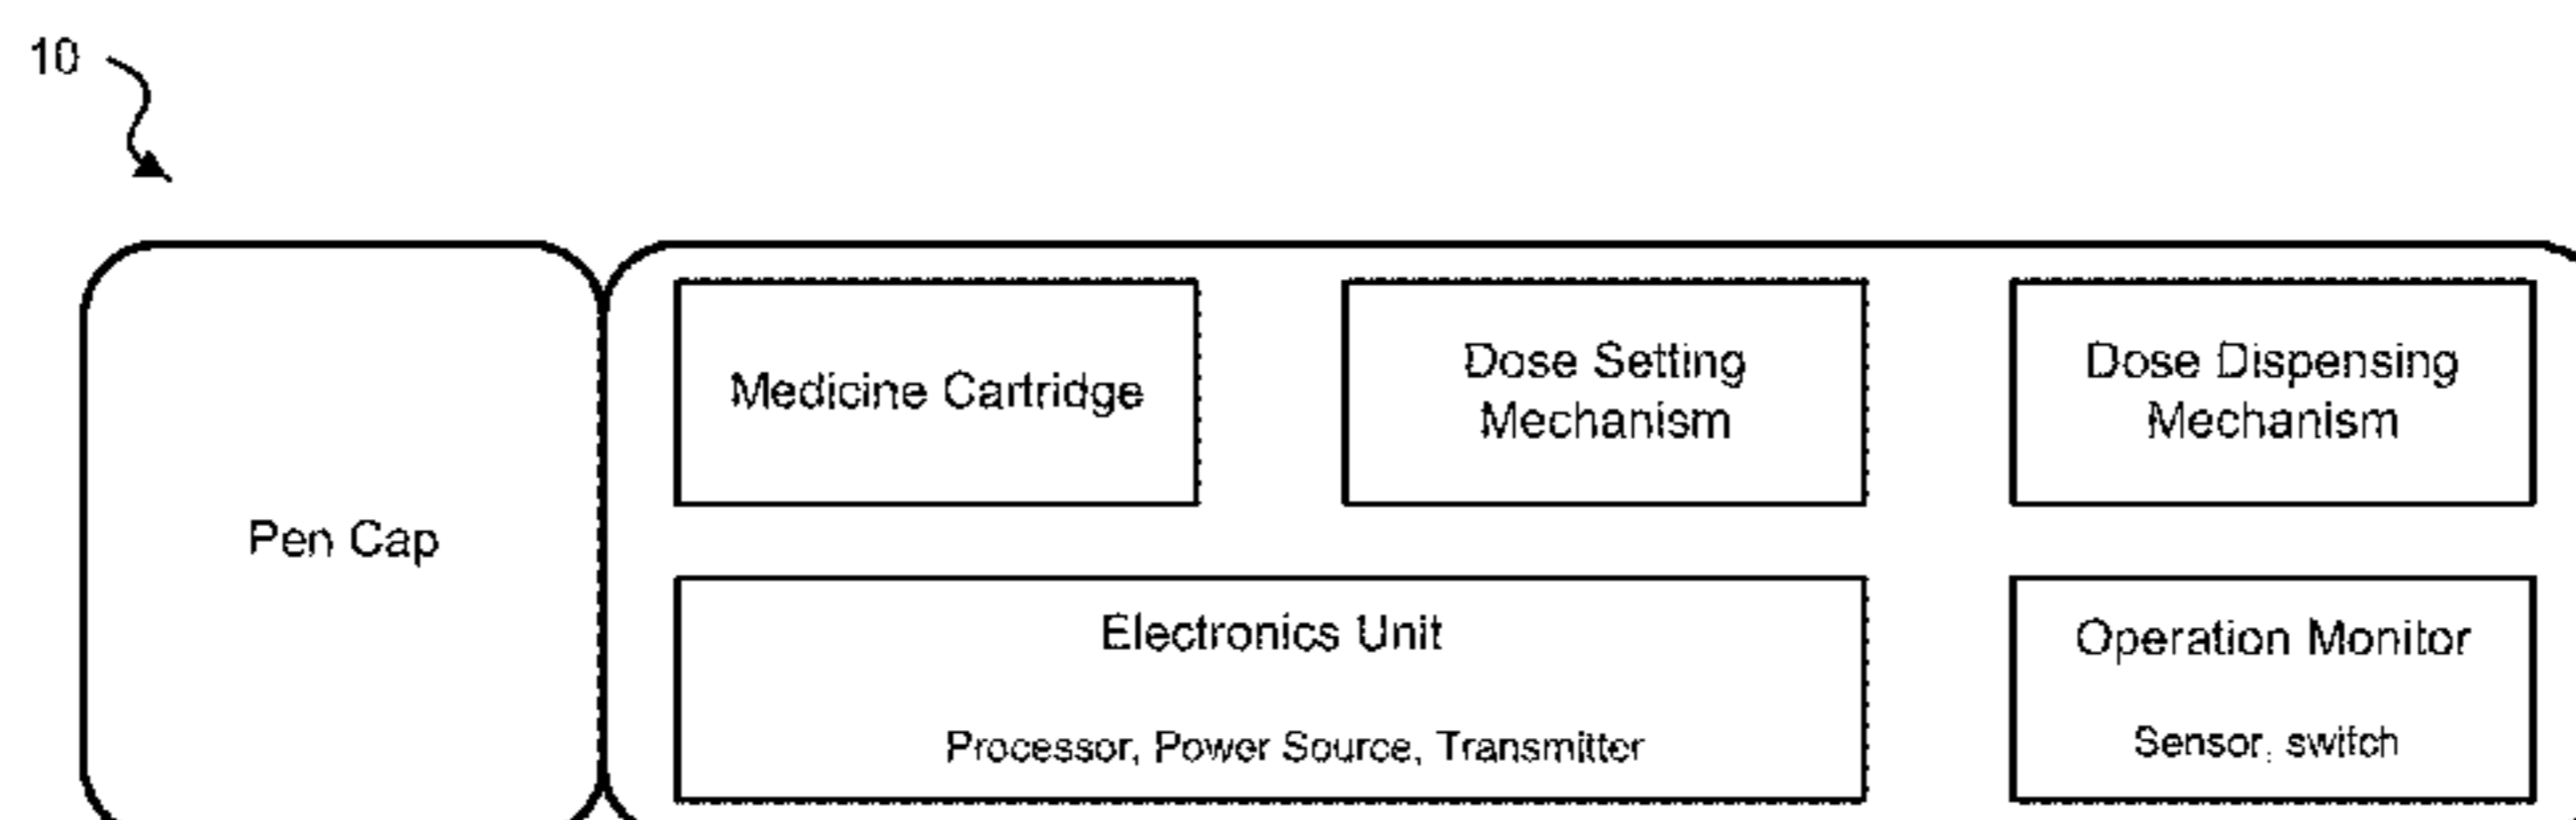 10
Medicine Cartridge
Dose Setting
Mechanism
Dose Dispensing
Mechanism
Pen Cap
Electronics Unit
Processor, Power Source, Transmitter
Operation Monitor
Sensor, switch